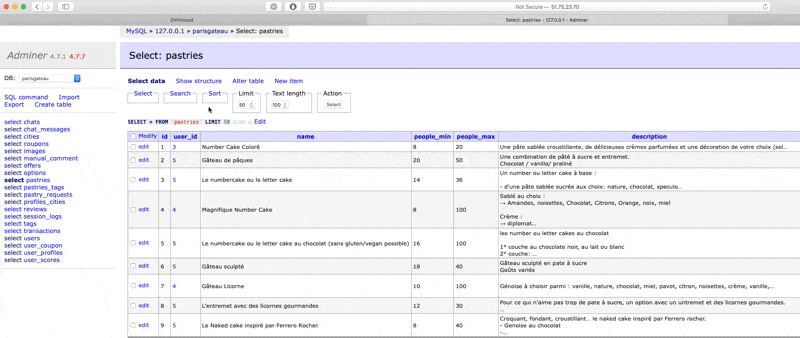 Not Secure — 51.75.23.70
OVHcloud
Select: pastries - 127.0.0.1 - Adminer
MySQL » 127.0.0.1 » parisgateau » Select: pastries
Adminer 4.7.1 4.7.7
Select: pastries
DB: parisgateau
SQL command Import
Export Create table
select chats
select chat_messages
select cities
select coupons
select images
select manual_comment
select offers
select options
select pastries
select pastries_tags
select pastry_requests
select profiles_cities
select reviews
select session_logs
select tags
select transactions
select users
select user_coupon
select user_profiles
select user_scores
Select data Show structure Alter table New item
Select Search Sort Limit Text length Action
50 100 Select
SELECT * FROM `pastries` LIMIT 50 Edit
Modify id user_id name people_min people_max description
edit 1 3 Number Cake Coloré 8 20 Une pâte sablée croustillante, de délicieuses crèmes parfumées et une décoration de votre choix (sel...
edit 2 5 Gâteau de pâques 20 50 Une combination de pâté à sucre et entremet.
Chocolat / vanille/ praliné
edit 3 5 Le numbercake ou le letter cake 14 36 Un number ou letter cake à base :
- d'une pâte sablée sucrée aux choix: nature, chocolat, speculo...
edit 4 4 Magnifique Number Cake 8 100 Sablé au choix :
→ Amandes, noisettes, Chocolat, Citrons, Orange, noix, miel
Crème :
→ diplomat...
edit 5 5 Le numbercake ou le letter cake au chocolat (sans gluten/vegan possible) 16 100 les number ou letter cakes au chocolat
1° couche au chocolate noir, au lait ou blanc
2° couche: ...
edit 6 5 Gâteau sculpté 18 40 Gâteau sculpté en pate à sucre
Goûts variés
edit 7 4 Gâteau Licorne 10 100 Génoise à choisir parmi : vanille, nature, chocolat, miel, pavot, citron, noisettes, crème, vanille,...
edit 8 5 L'entremet avec des licornes gourmandes 12 30 Pour ce qui n'aime pas trop de pate à sucre, un option avec un untremet et des licornes gourmandes.
...
edit 9 5 Le Naked cake inspiré par Ferrero Rocher. 8 40 Croquant, fondant, croustillant... le naked cake inspiré par Ferrero Rocher.
- Genoise au chocolat
-...